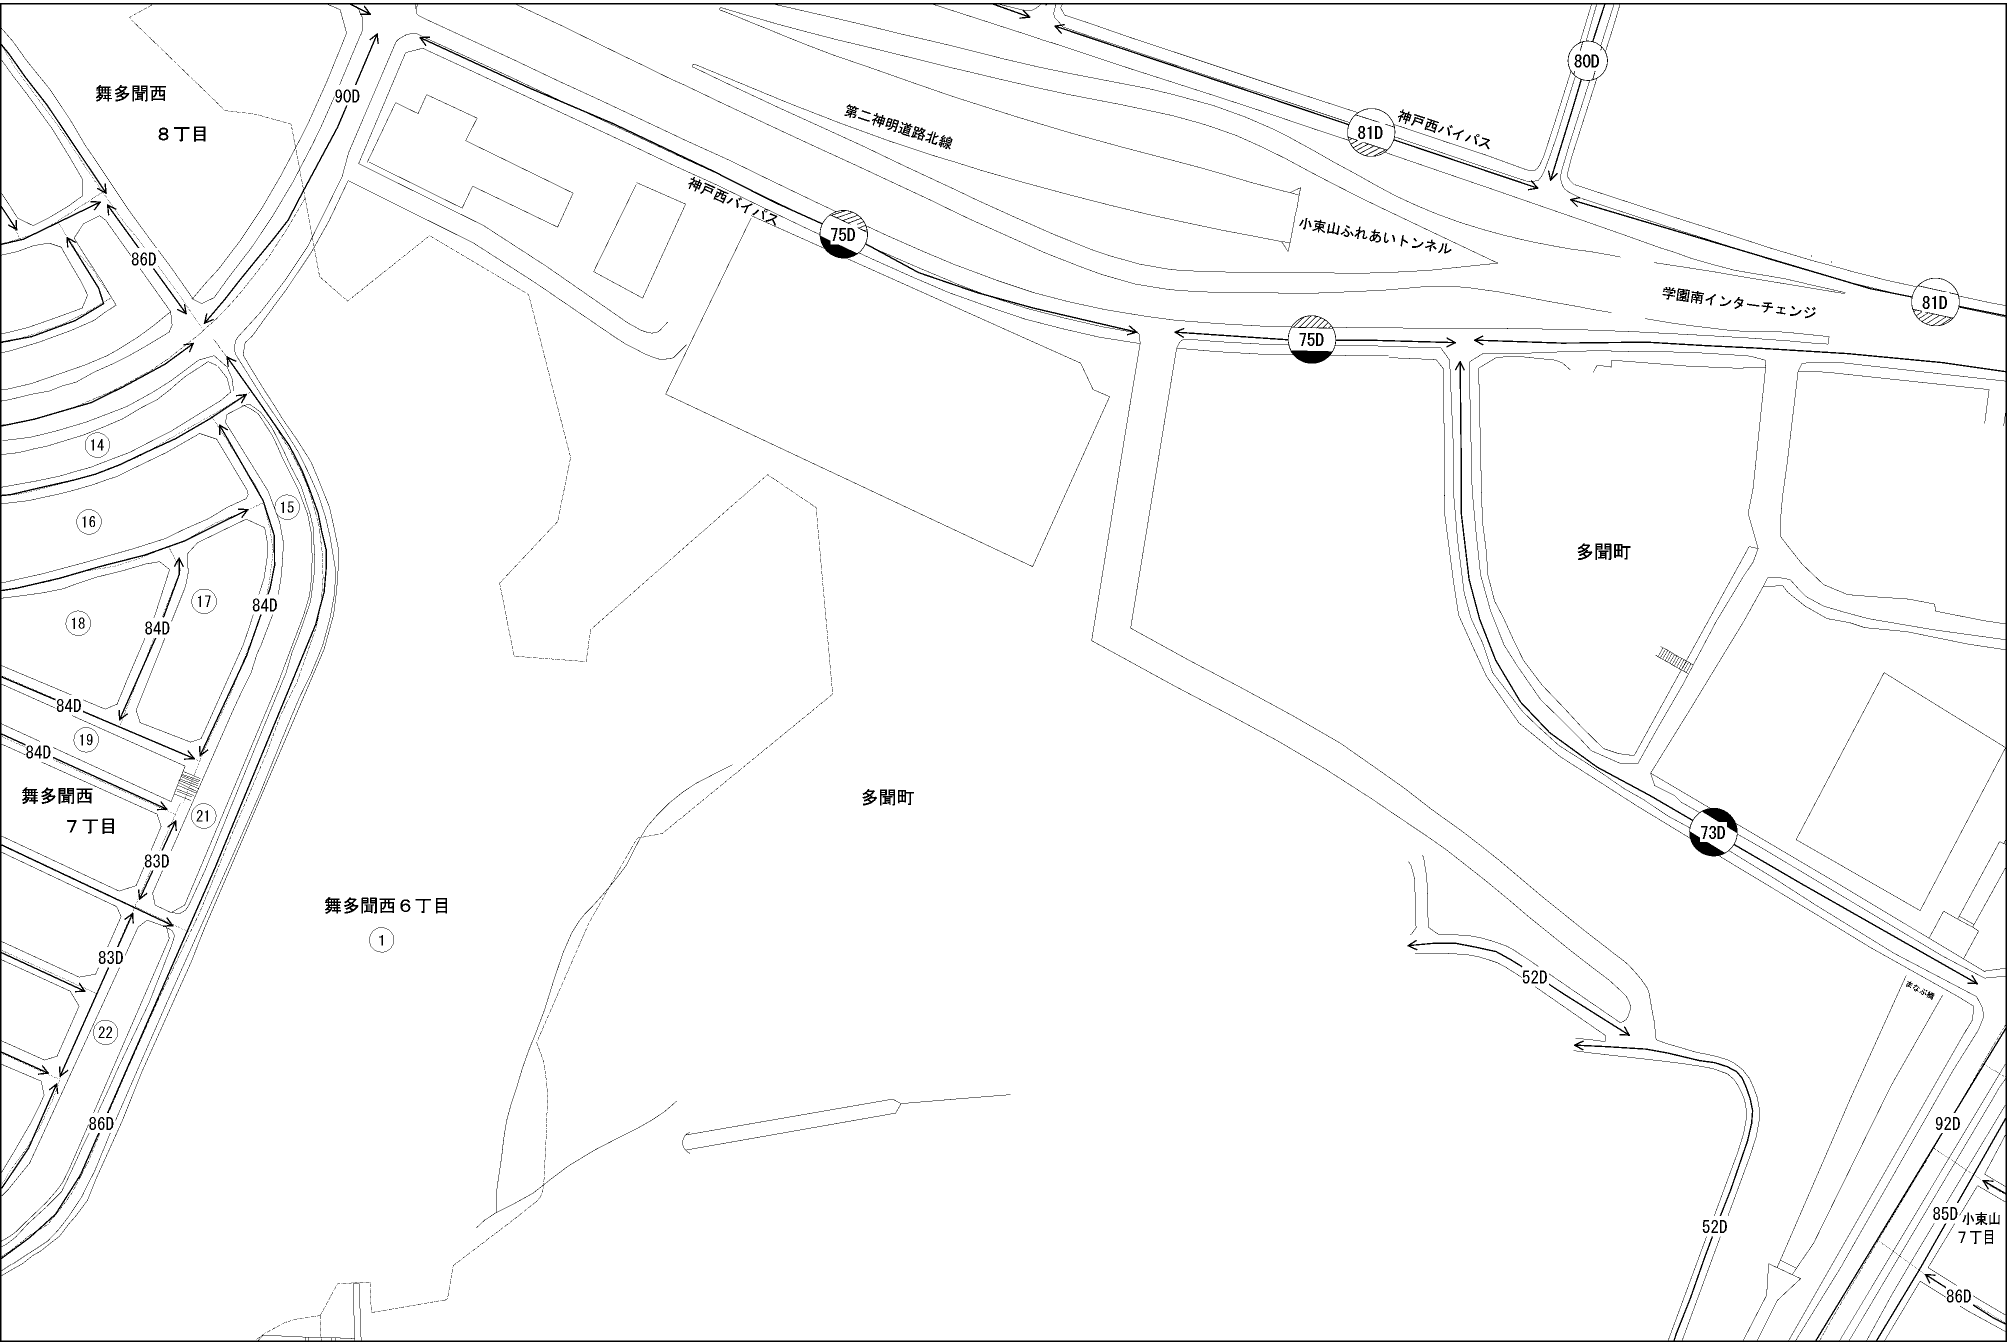 80D
舞多聞西
８丁目
90D
第二神明道路北線
81D
神戸西バイパス
神戸西バイパス
75D
小東山ふれあいトンネル
86D
学園南インターチェンジ
81D
75D
14
15
16
多聞町
17
84D
18
84D
84D
19
84D
舞多聞西
７丁目
21
多聞町
73D
83D
舞多聞西６丁目
1
83D
52D
まなぶ橋
22
86D
92D
85D
小東山
７丁目
52D
86D